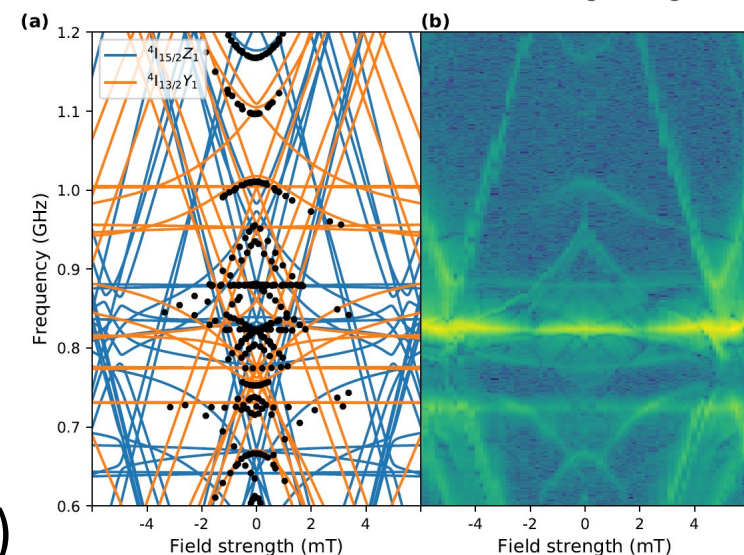 (a)
(b)
⁴I₁₅/₂Z₁
⁴I₁₃/₂Y₁
1.2
1.1
1.0
0.9
0.8
0.7
0.6
Frequency (GHz)
-4 -2 0 2 4
-4 -2 0 2 4
Field strength (mT)
Field strength (mT)
)